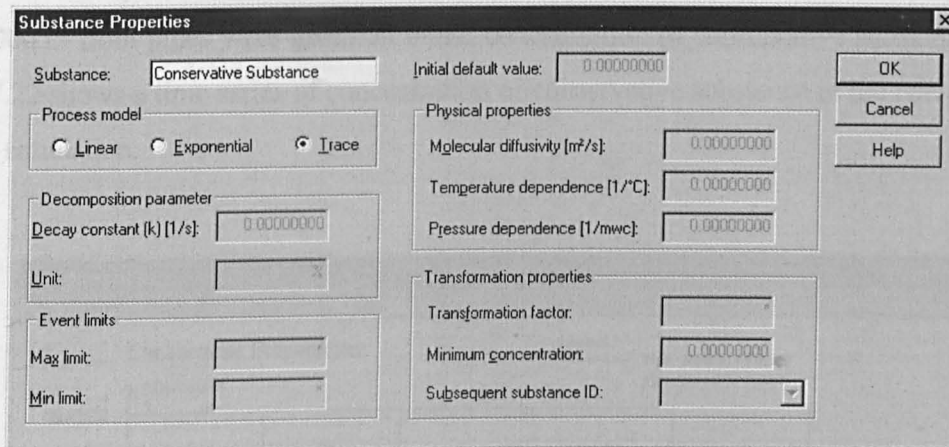 Substance Properties
Substance: Conservative Substance
Process model
Linear Exponential Trace
Decomposition parameter
Decay constant (k) [1/s]: 0.00000000
Unit: %
Event limits
Max limit:
Min limit:
Initial default value: 0.00000000
Physical properties
Molecular diffusivity [m²/s]: 0.00000000
Temperature dependence [1/°C]: 0.00000000
Pressure dependence [1/mwc]: 0.00000000
Transformation properties
Transformation factor:
Minimum concentration: 0.00000000
Subsequent substance ID:
OK
Cancel
Help